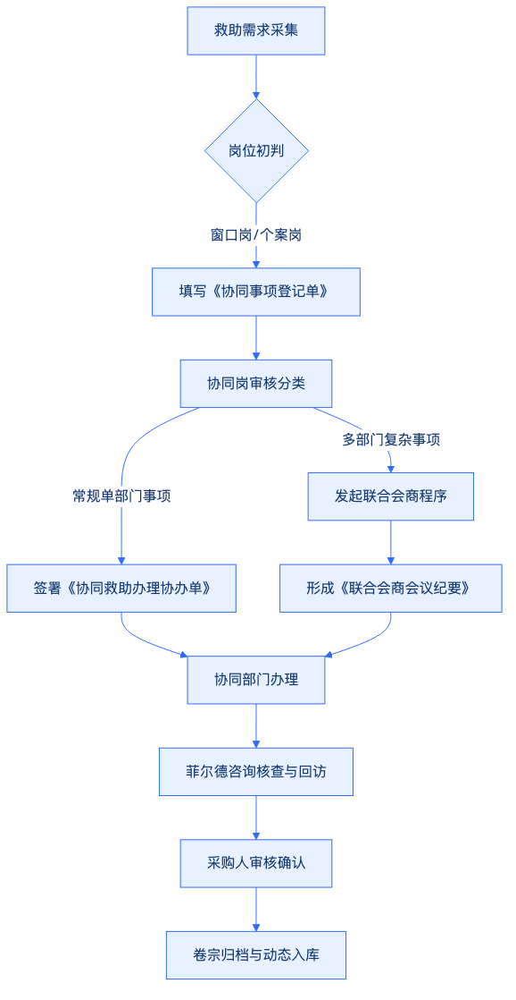 救助需求采集
岗位初判
窗口岗/个案岗
填写《协同事项登记单》
协同岗审核分类
多部门复杂事项
发起联合会商程序
常规单部门事项
签署《协同救助办理协办单》
形成《联合会商会议纪要》
协同部门办理
菲尔德咨询核查与回访
采购人审核确认
卷宗归档与动态入库